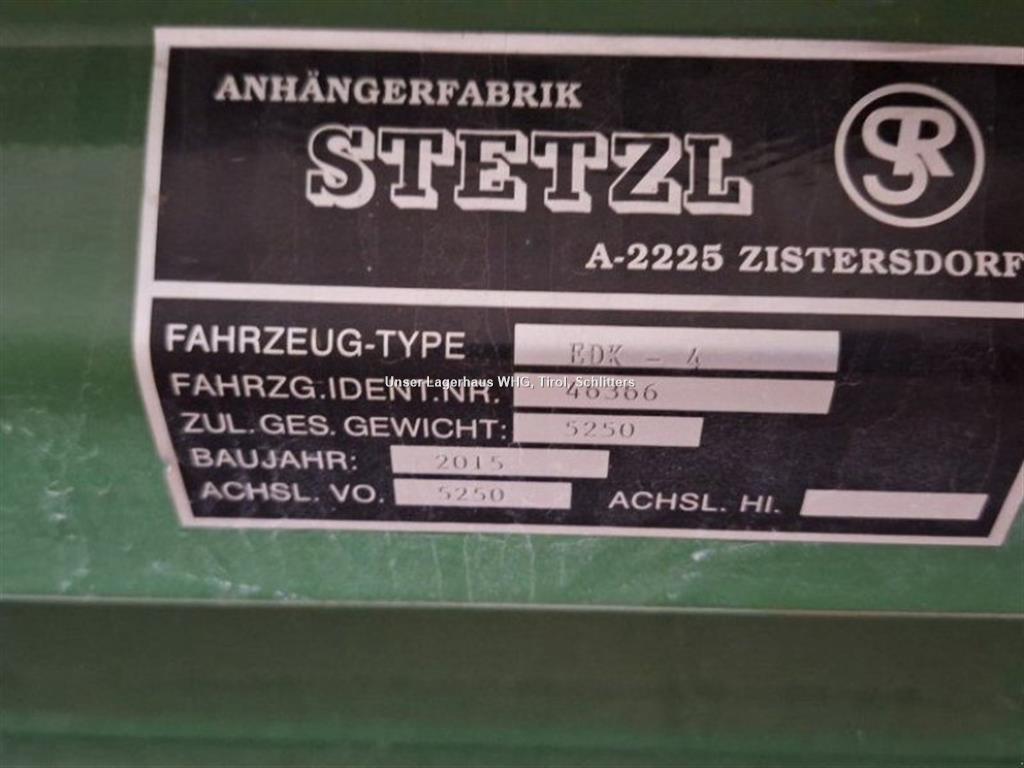 ANHÄNGERFABRIK
STETZL
A-2225 ZISTERSDORF
FAHRZEUG-TYPE EDK - 4
Unser Lagerhaus WHG, Tirol, Schlitters
FAHRZG.IDENT.NR. 46366
ZUL. GES. GEWICHT: 5250
BAUJAHR: 2015
ACHSL. VO. 5250 ACHSL. HI.